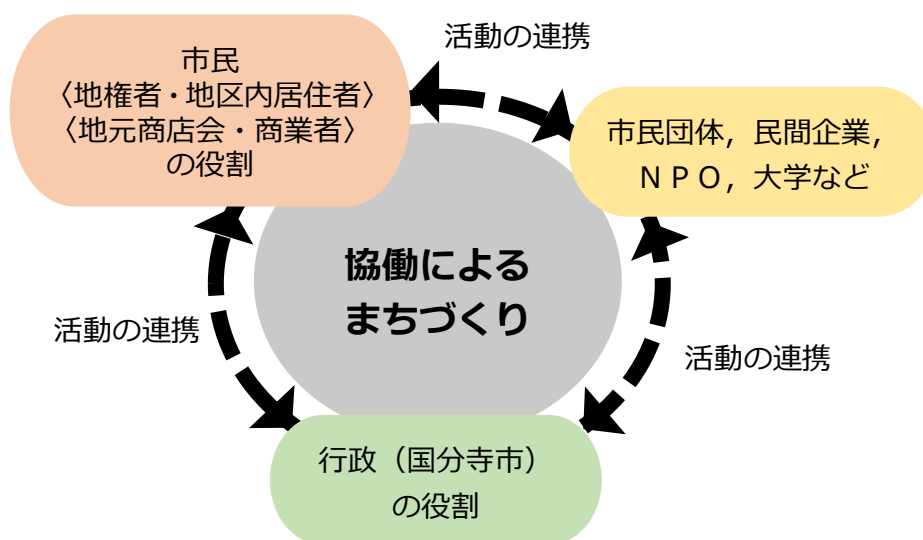 活動の連携
市民
〈地権者・地区内居住者〉
〈地元商店会・商業者〉
の役割
市民団体，民間企業，
ＮＰＯ，大学など
協働による
まちづくり
活動の連携
活動の連携
行政（国分寺市）
の役割